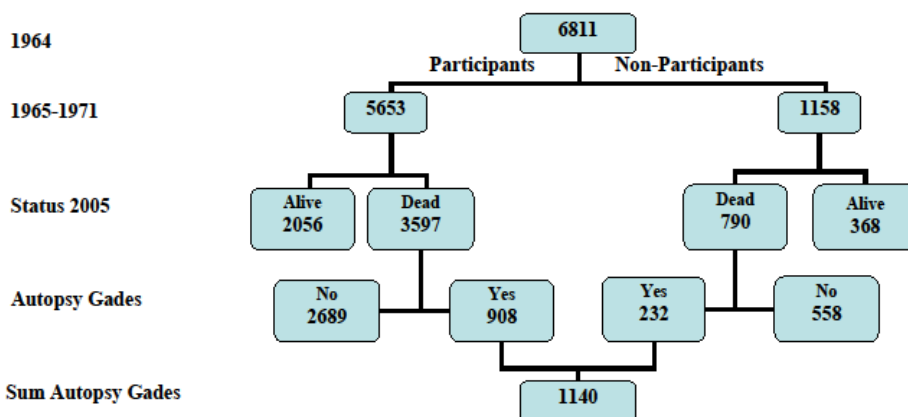 1964
6811
Participants Non-Participants
1965-1971
5653
1158
Status 2005
Alive
2056
Dead
3597
Dead
790
Alive
368
Autopsy Gades
No
2689
Yes
908
Yes
232
No
558
Sum Autopsy Gades
1140